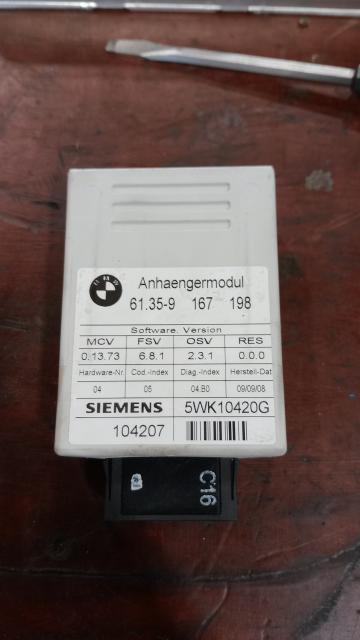 BMW
Anhaengermodul
61.35-9 167 198
Software. Version
MCV FSV OSV RES
0.13.73 6.8.1 2.3.1 0.0.0
Hardware-Nr. Cod.-Index Diag.-Index Herstell-Dat
04 05 04.B0 09/09/08
SIEMENS 5WK10420G
104207
C16